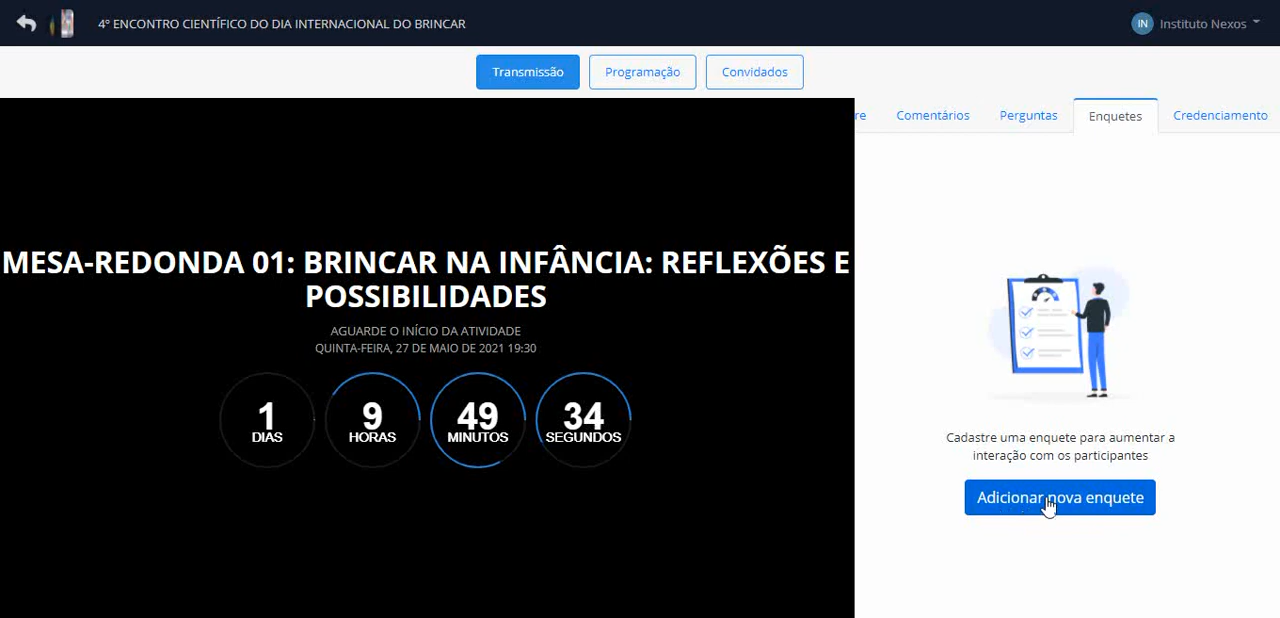 4º ENCONTRO CIENTÍFICO DO DIA INTERNACIONAL DO BRINCAR
IN Instituto Nexos
Transmissão Programação Convidados
re Comentários Perguntas Enquetes Credenciamento
MESA-REDONDA 01: BRINCAR NA INFÂNCIA: REFLEXÕES E
POSSIBILIDADES
AGUARDE O INÍCIO DA ATIVIDADE
QUINTA-FEIRA, 27 DE MAIO DE 2021 19:30
1 9 49 34
DIAS HORAS MINUTOS SEGUNDOS
Cadastre uma enquete para aumentar a
interação com os participantes
Adicionar nova enquete